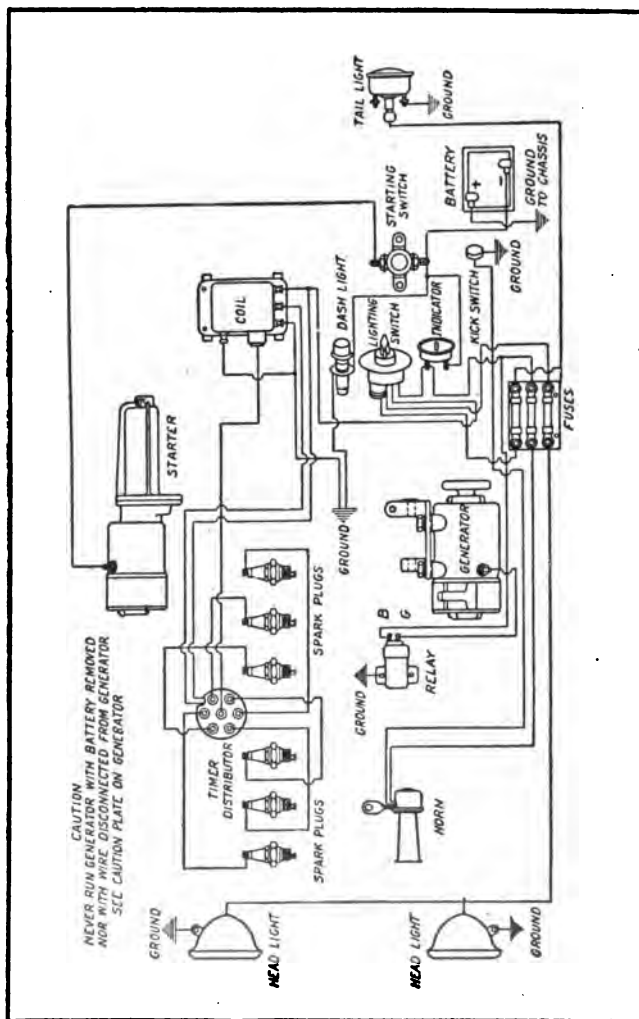 CAUTION
NEVER RUN GENERATOR WITH BATTERY REMOVED
NOR WITH WIRE DISCONNECTED FROM GENERATOR
SEE CAUTION PLATE ON GENERATOR
STARTER
COIL
TAIL LIGHT
GROUND
STARTING
SWITCH
BATTERY
+
-
GROUND
TO CHASSIS
DASH LIGHT
LIGHTING
SWITCH
INDICATOR
KICK SWITCH
GROUND
SPARK PLUGS
GROUND
TIMER
DISTRIBUTOR
SPARK PLUGS
GENERATOR
FUSES
B
G
GROUND
RELAY
HORN
GROUND
HEAD LIGHT
HEAD LIGHT
GROUND